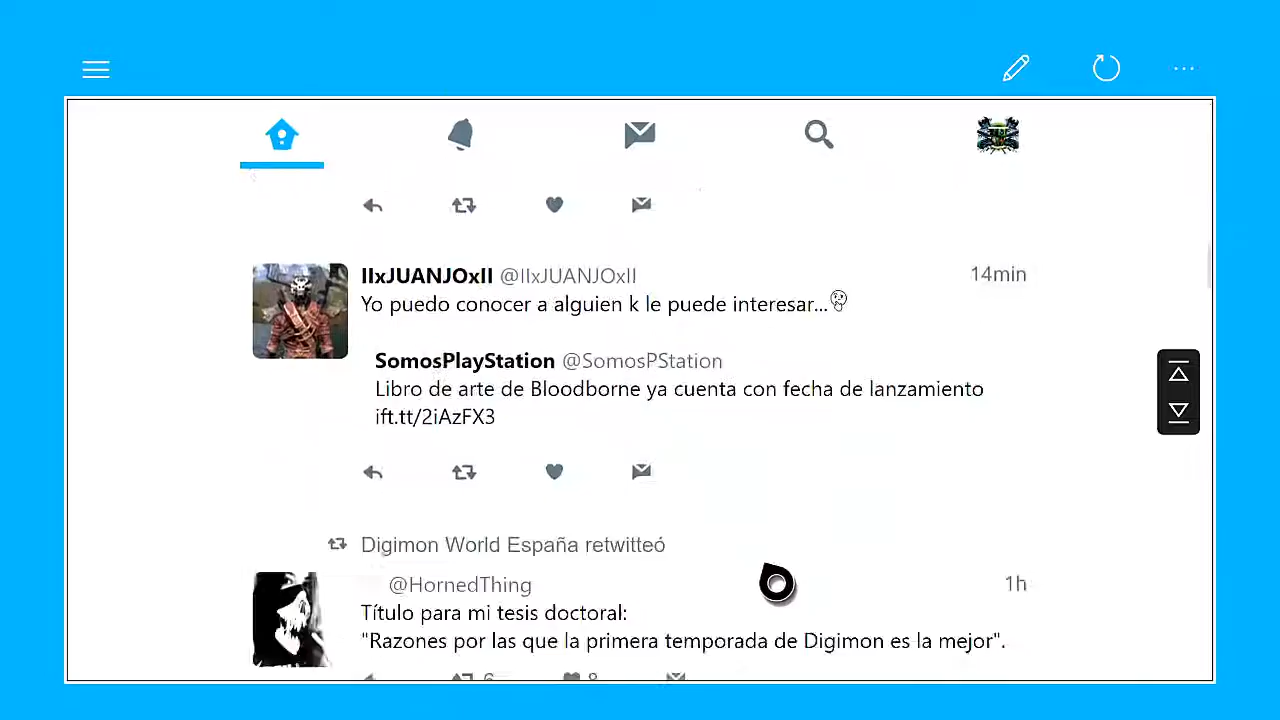 IIxJUANJOxII @IIxJUANJOxII 14min
Yo puedo conocer a alguien k le puede interesar...
SomosPlayStation @SomosPStation
Libro de arte de Bloodborne ya cuenta con fecha de lanzamiento
ift.tt/2iAzFX3
Digimon World España retwitteó
@HornedThing 1h
Título para mi tesis doctoral:
"Razones por las que la primera temporada de Digimon es la mejor".